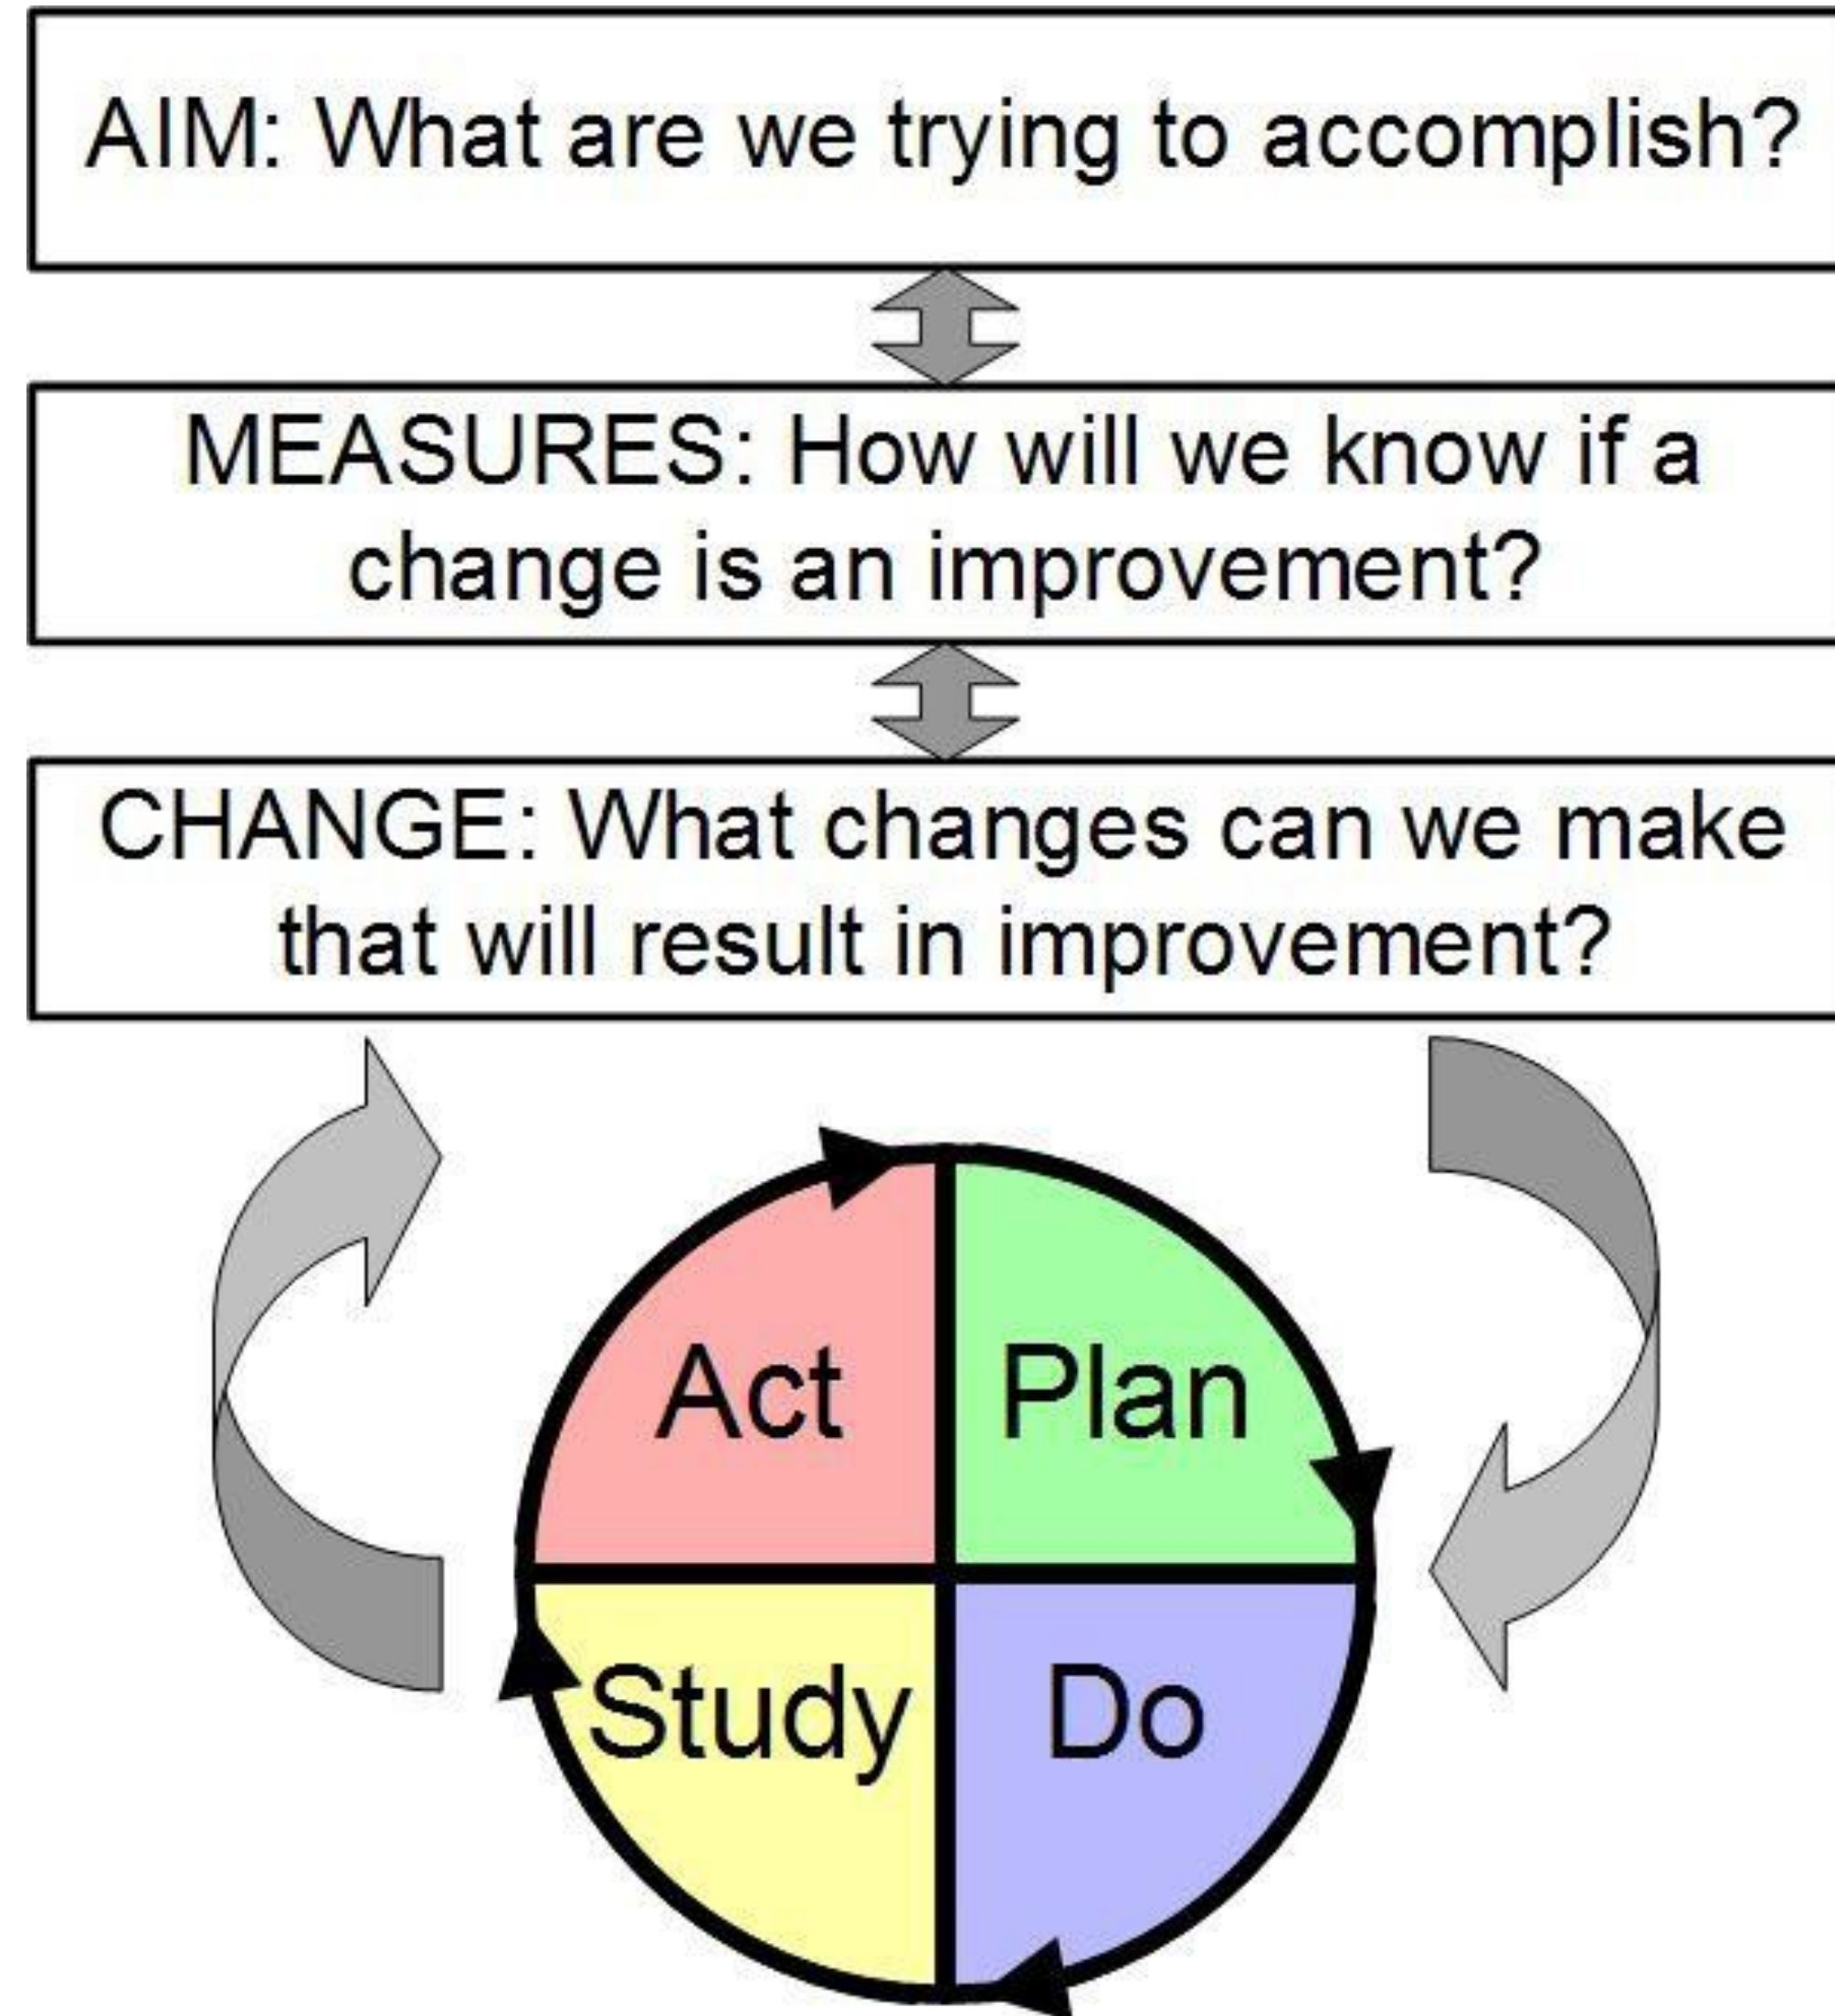 AIM: What are we trying to accomplish?
MEASURES: How will we know if a
change is an improvement?
CHANGE: What changes can we make
that will result in improvement?
Act
Plan
Study
Do